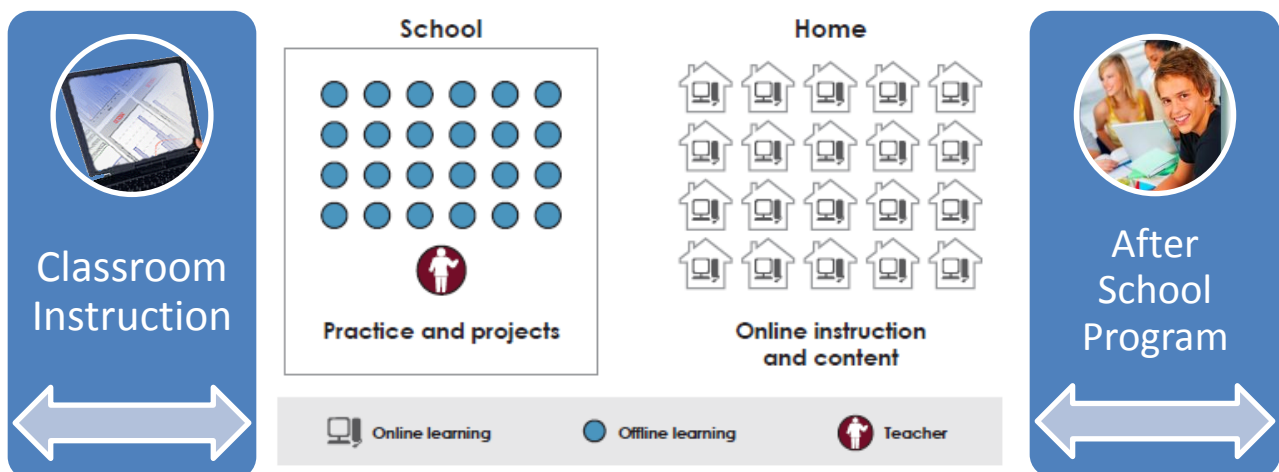 Classroom
Instruction
School
Practice and projects
Home
Online instruction
and content
Online learning
Offline learning
Teacher
After
School
Program